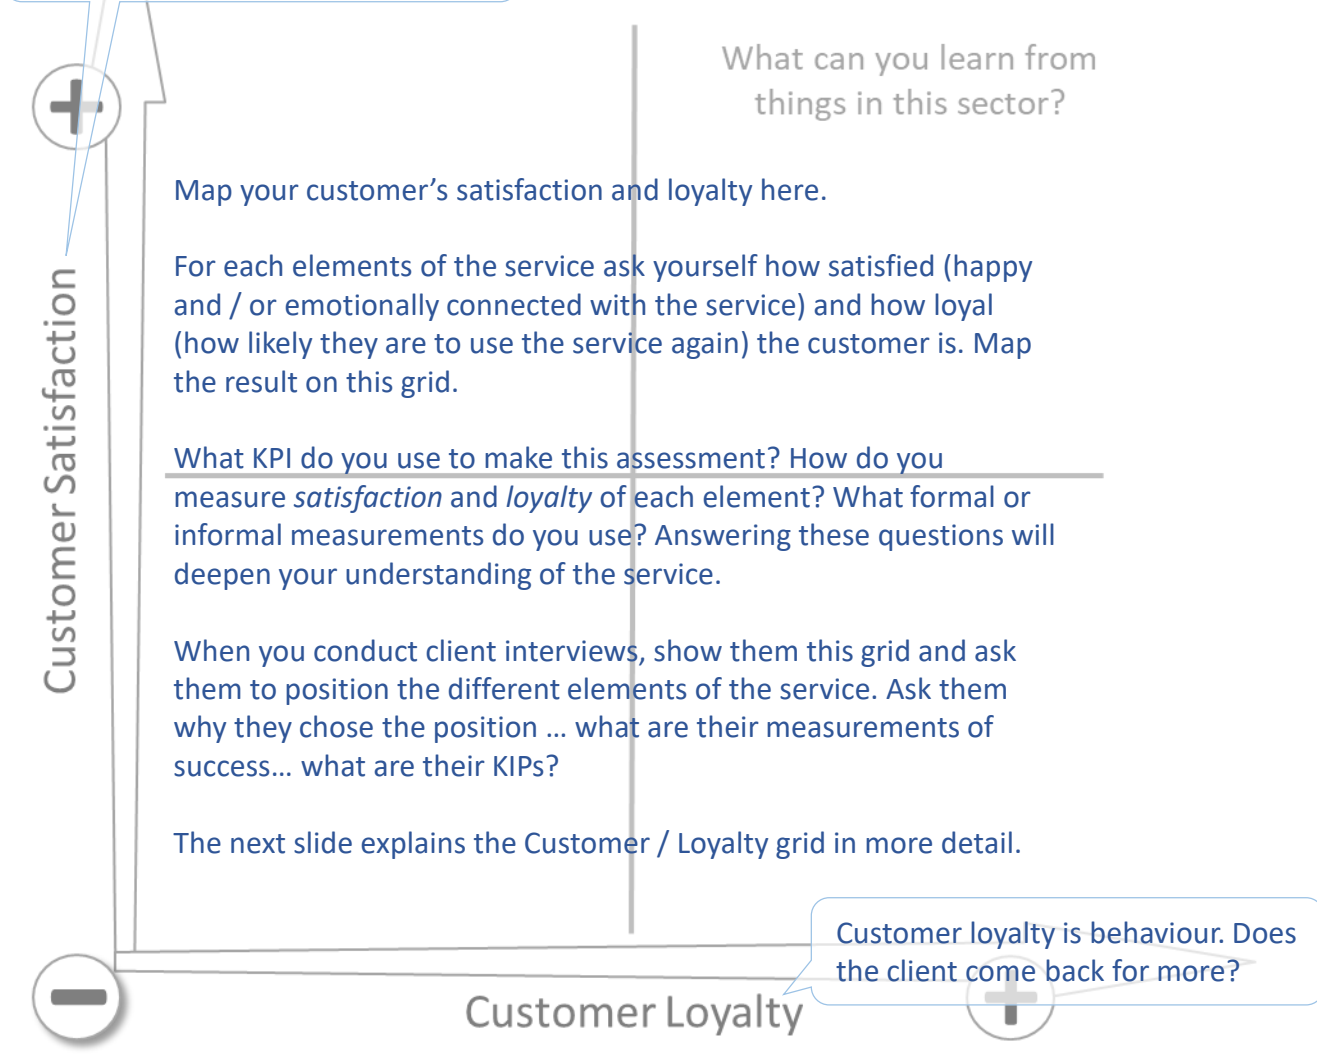 What can you learn from
things in this sector?
Map your customer’s satisfaction and loyalty here.
For each elements of the service ask yourself how satisfied (happy
and / or emotionally connected with the service) and how loyal
(how likely they are to use the service again) the customer is. Map
the result on this grid.
What KPI do you use to make this assessment? How do you
measure satisfaction and loyalty of each element? What formal or
informal measurements do you use? Answering these questions will
deepen your understanding of the service.
When you conduct client interviews, show them this grid and ask
them to position the different elements of the service. Ask them
why they chose the position ... what are their measurements of
success... what are their KIPs?
The next slide explains the Customer / Loyalty grid in more detail.
Customer Satisfaction
Customer loyalty is behaviour. Does
the client come back for more?
Customer Loyalty